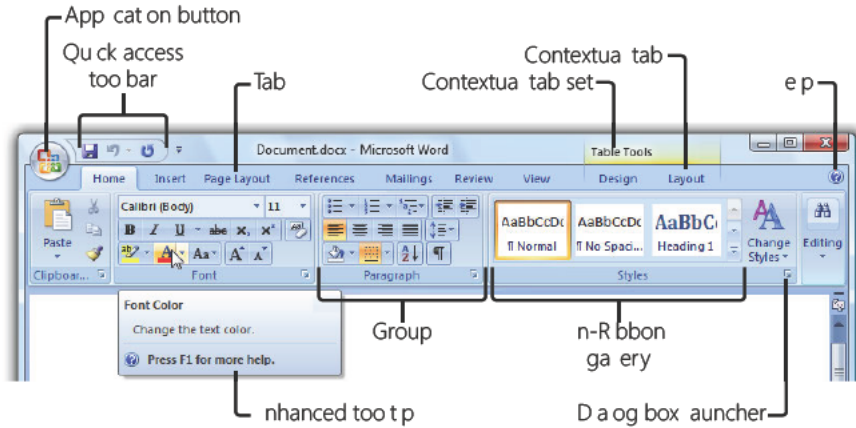 App cat on button
Qu ck access
too bar
Tab
Contextua tab
Contextua tab set
e p
Document.docx - Microsoft Word
Table Tools
Home Insert Page Layout References Mailings Review View Design Layout
Calibri (Body) 11
B I U abe x, x²
Aa A A
Paste
AaBbCcDc AaBbCcDc AaBbC
¶ Normal ¶ No Spaci... Heading 1
Change
Styles
Editing
Clipboar... Font Paragraph Styles
Font Color
Change the text color.
Press F1 for more help.
Group
n-R bbon
ga ery
nhanced too t p
D a og box auncher